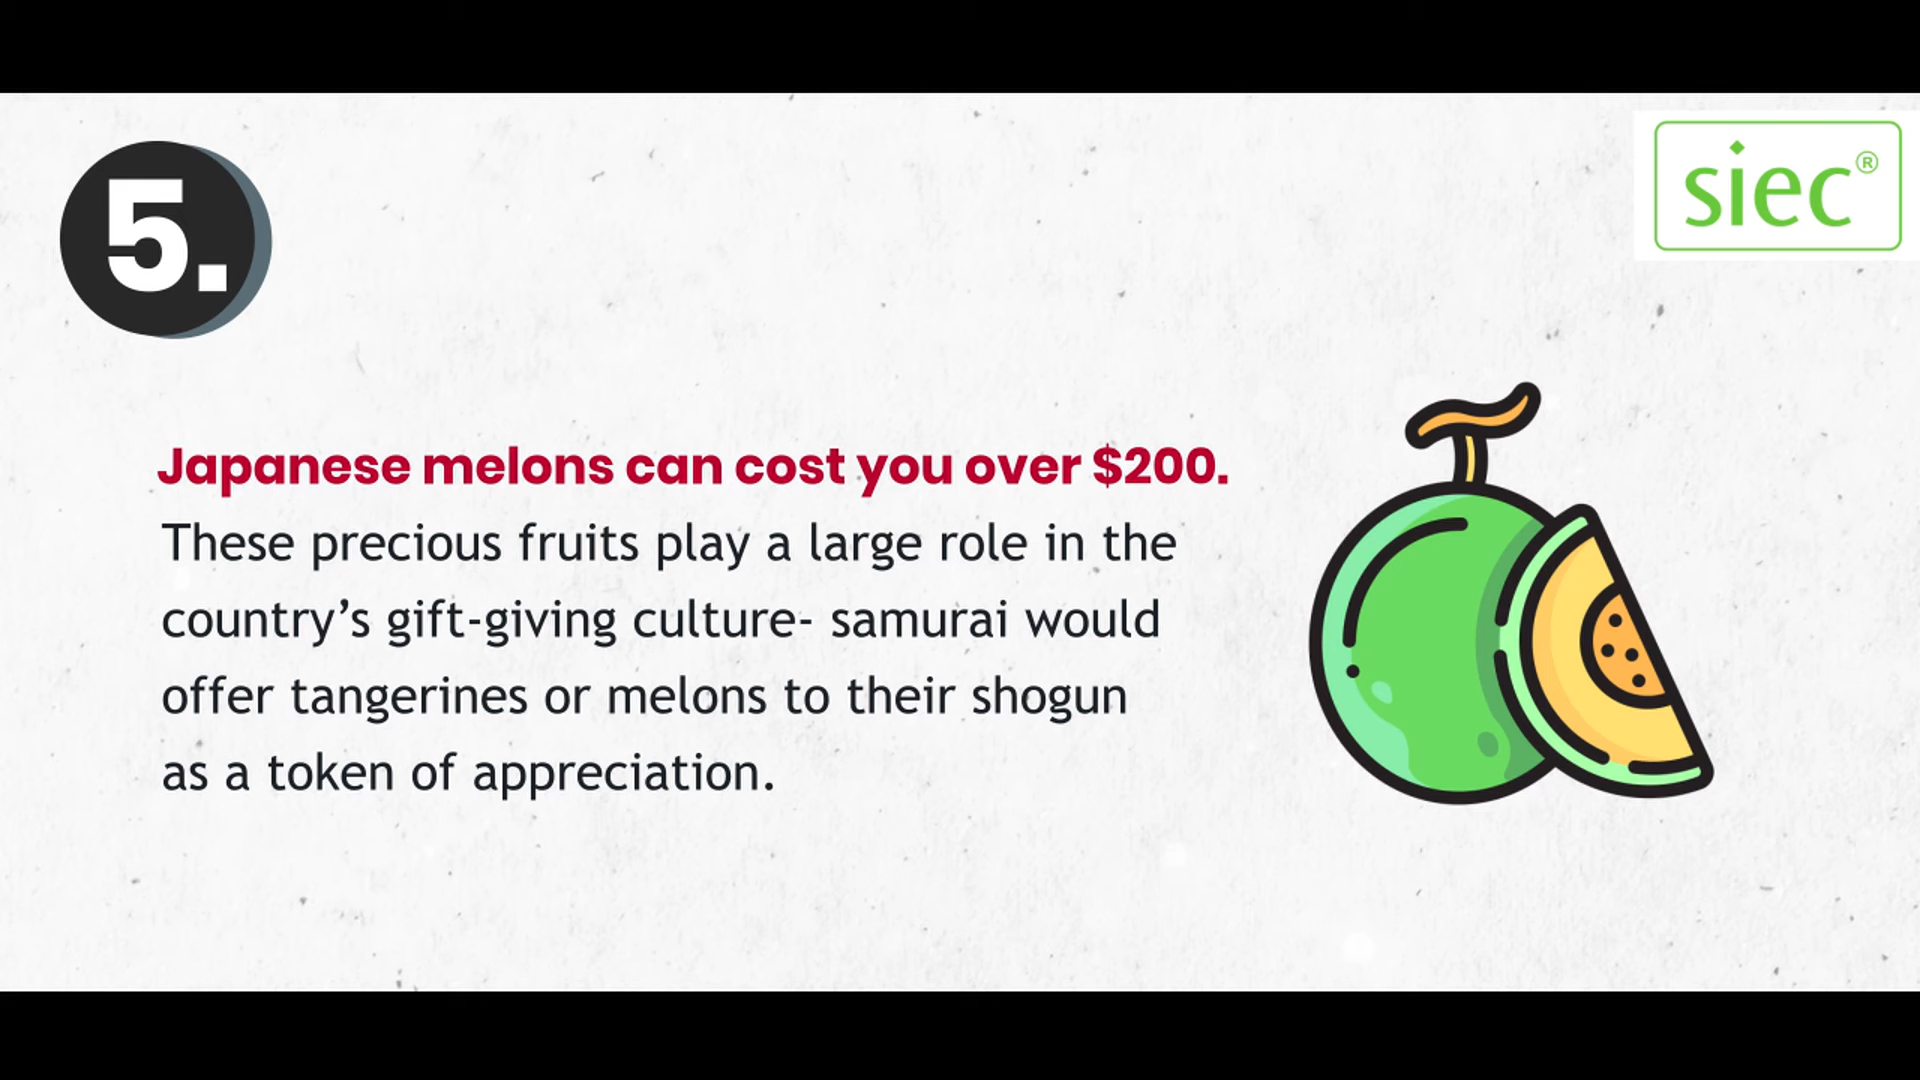 5.
siec®
Japanese melons can cost you over $200.
These precious fruits play a large role in the
country’s gift-giving culture- samurai would
offer tangerines or melons to their shogun
as a token of appreciation.